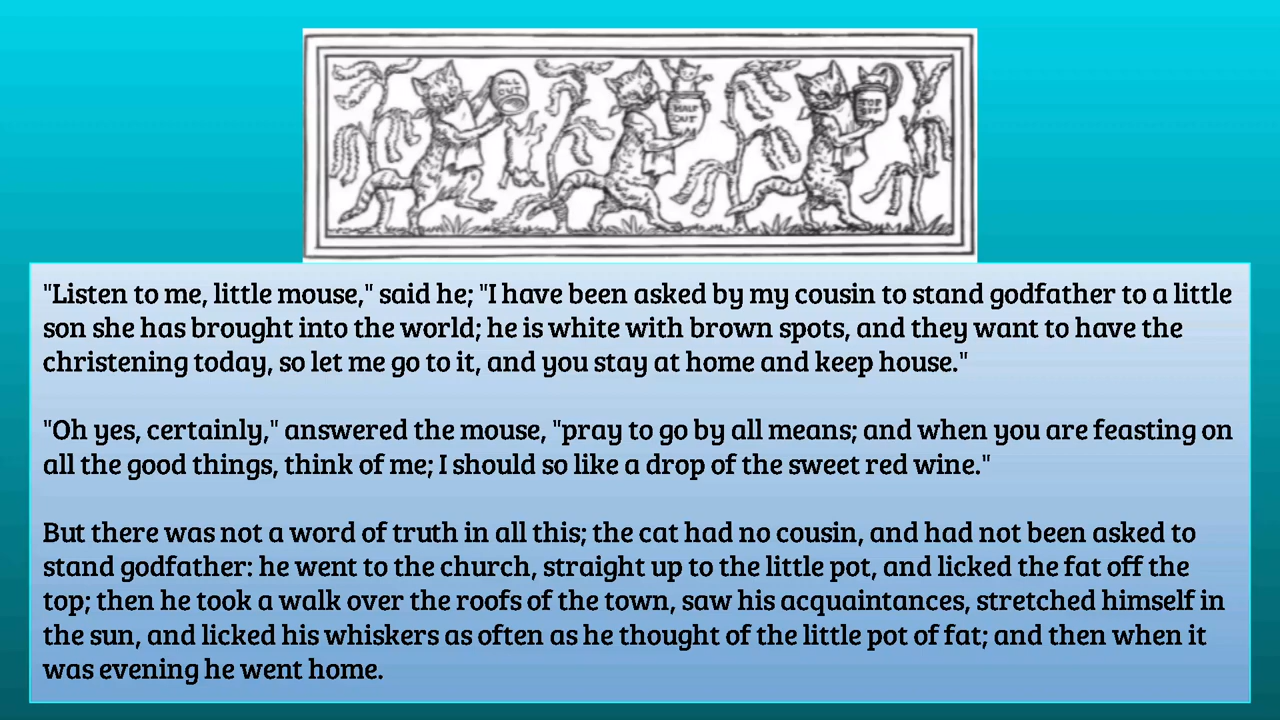 ALL
OUT
HALF
OUT
TOP
OFF
"Listen to me, little mouse," said he; "I have been asked by my cousin to stand godfather to a little
son she has brought into the world; he is white with brown spots, and they want to have the
christening today, so let me go to it, and you stay at home and keep house."
"Oh yes, certainly," answered the mouse, "pray to go by all means; and when you are feasting on
all the good things, think of me; I should so like a drop of the sweet red wine."
But there was not a word of truth in all this; the cat had no cousin, and had not been asked to
stand godfather: he went to the church, straight up to the little pot, and licked the fat off the
top; then he took a walk over the roofs of the town, saw his acquaintances, stretched himself in
the sun, and licked his whiskers as often as he thought of the little pot of fat; and then when it
was evening he went home.